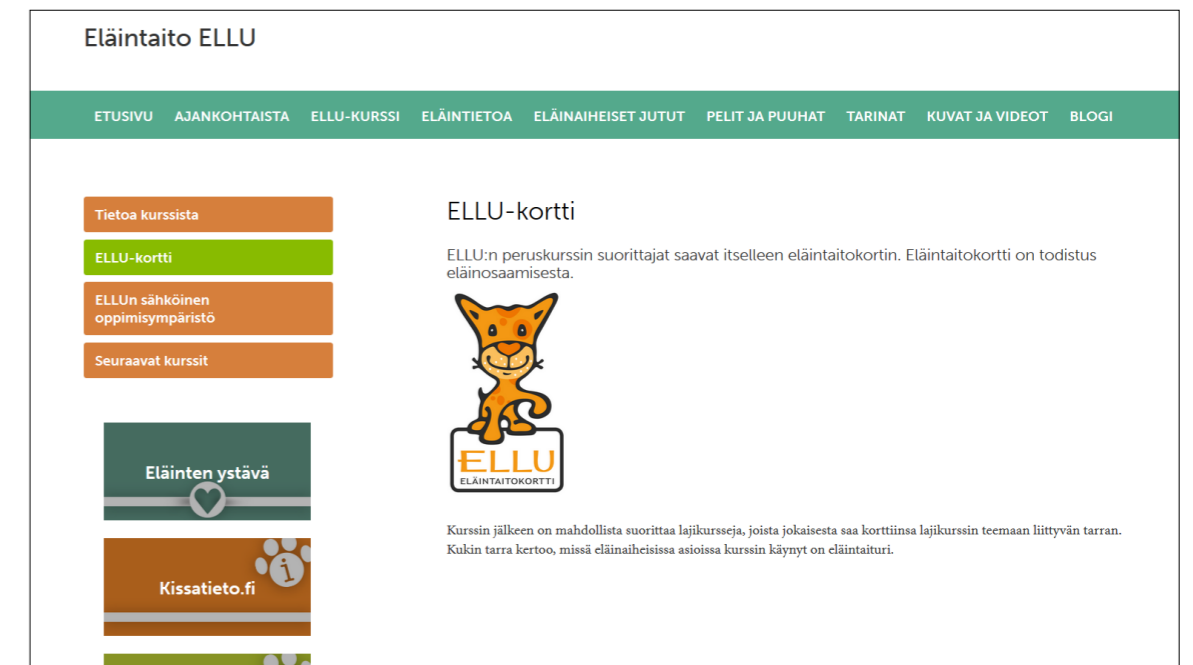 Eläintaito ELLU
ETUSIVU AJANKOHTAISTA ELLU-KURSSI ELÄINTIETOA ELÄINAIHEISET JUTUT PELIT JA PUUHAT TARINAT KUVAT JA VIDEOT BLOGI
Tietoa kurssista
ELLU-kortti
ELLUn sähköinen
oppimisympäristö
Seuraavat kurssit
Eläinten ystävä
i
Kissatieto.fi
ELLU-kortti
ELLU:n peruskurssin suorittajat saavat itselleen eläintaitokortin. Eläintaitokortti on todistus
eläinosaamisesta.
ELLU
ELÄINTAITOKORTTI
Kurssin jälkeen on mahdollista suorittaa lajikursseja, joista jokaisesta saa korttiinsa lajikurssin teemaan liittyvän tarran.
Kukin tarra kertoo, missä eläinaiheisissa asioissa kurssin käynyt on eläintaituri.